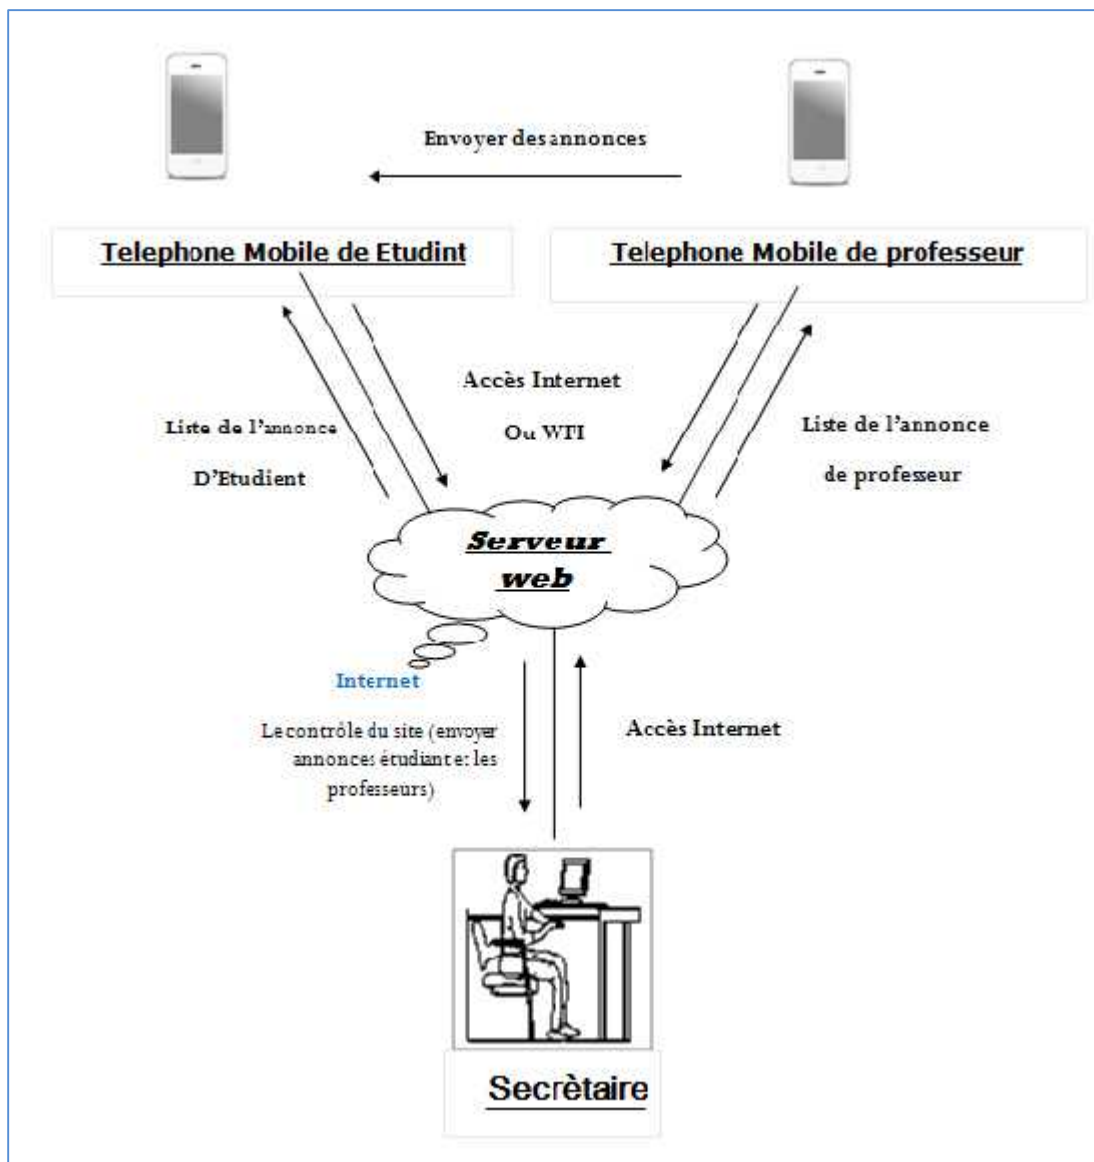 Envoyer des annonces
Telephone Mobile de Etudint
Telephone Mobile de professeur
Accès Internet
Ou WIFI
Liste de l'annonce
D'Etudient
Liste de l'annonce
de professeur
Serveur
web
Internet
Le contrôle du site (envoyer
annonces étudiant et les
professeurs)
Accès Internet
Secrètaire